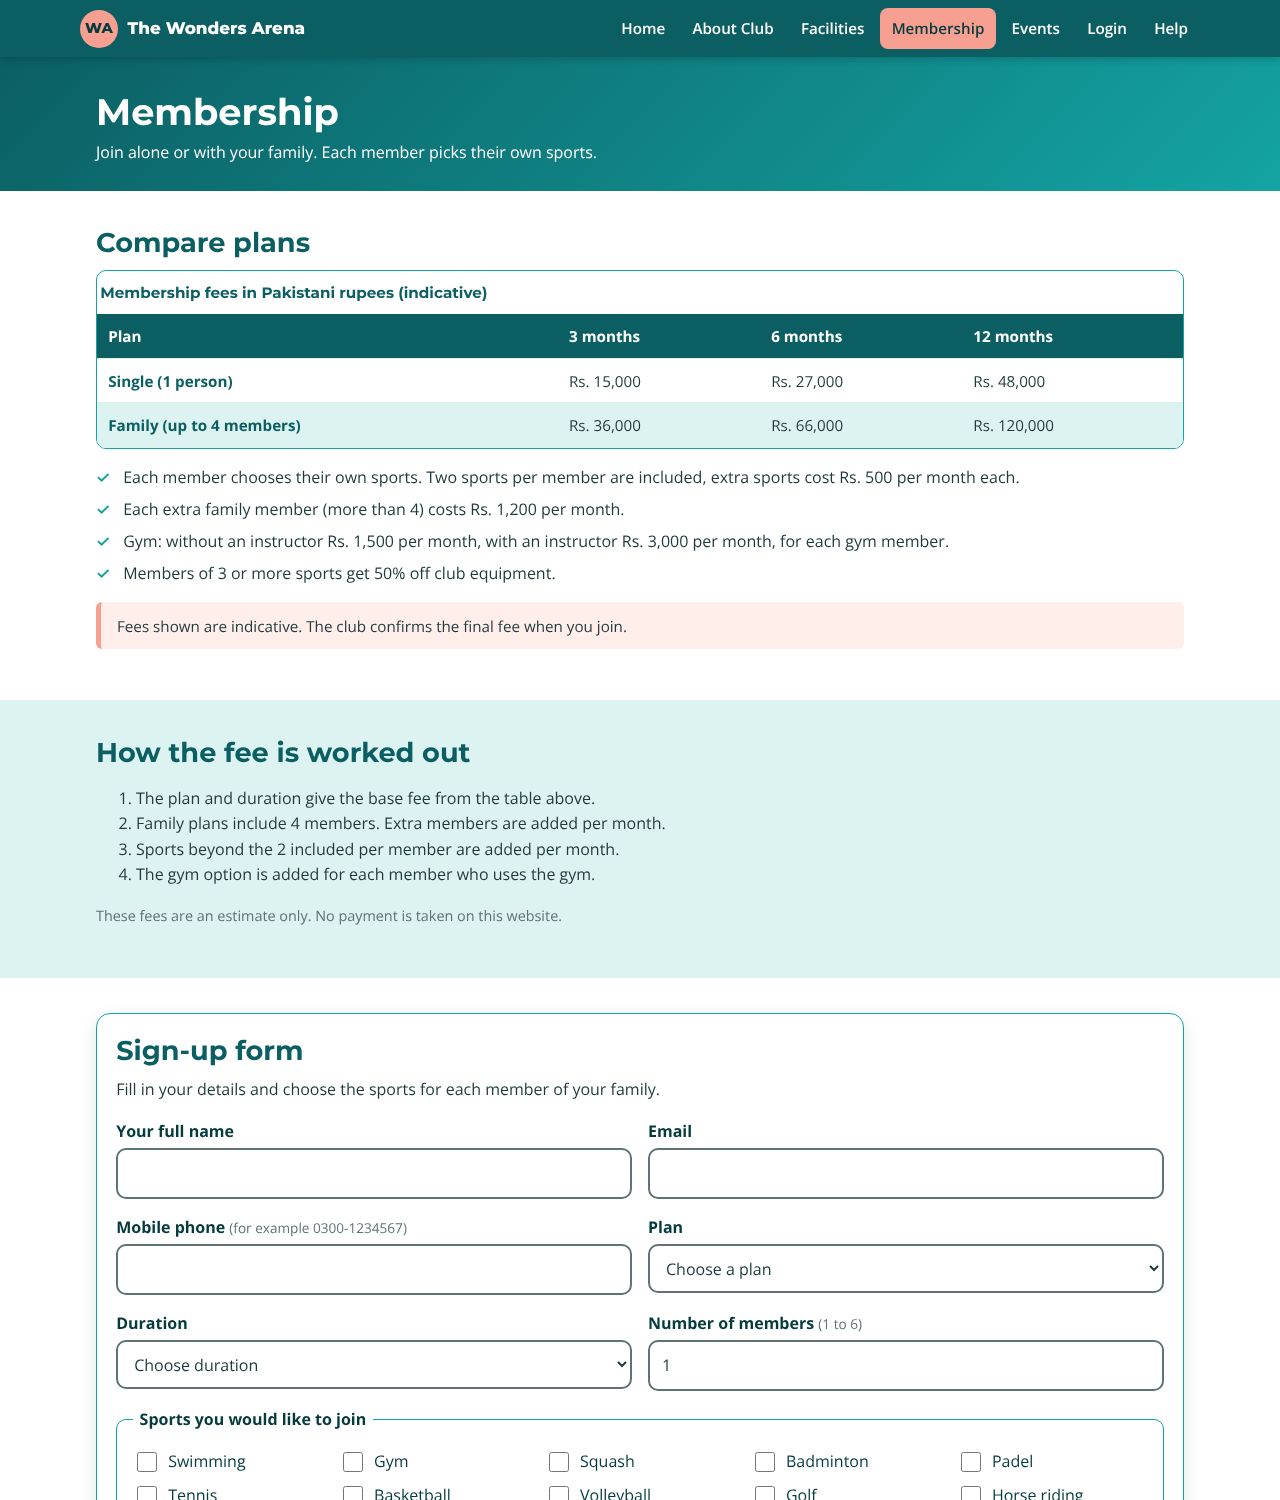 WA The Wonders Arena Home About Club Facilities Membership Events Login Help
Membership
Join alone or with your family. Each member picks their own sports.
Compare plans
Membership fees in Pakistani rupees (indicative)
Plan 3 months 6 months 12 months
Single (1 person) Rs. 15,000 Rs. 27,000 Rs. 48,000
Family (up to 4 members) Rs. 36,000 Rs. 66,000 Rs. 120,000
Each member chooses their own sports. Two sports per member are included, extra sports cost Rs. 500 per month each.
Each extra family member (more than 4) costs Rs. 1,200 per month.
Gym: without an instructor Rs. 1,500 per month, with an instructor Rs. 3,000 per month, for each gym member.
Members of 3 or more sports get 50% off club equipment.
Fees shown are indicative. The club confirms the final fee when you join.
How the fee is worked out
1. The plan and duration give the base fee from the table above.
2. Family plans include 4 members. Extra members are added per month.
3. Sports beyond the 2 included per member are added per month.
4. The gym option is added for each member who uses the gym.
These fees are an estimate only. No payment is taken on this website.
Sign-up form
Fill in your details and choose the sports for each member of your family.
Your full name Email
Mobile phone (for example 0300-1234567) Plan
Choose a plan
Duration Number of members (1 to 6)
Choose duration 1
Sports you would like to join
Swimming Gym Squash Badminton Padel
Tennis Basketball Volleyball Golf Horse riding